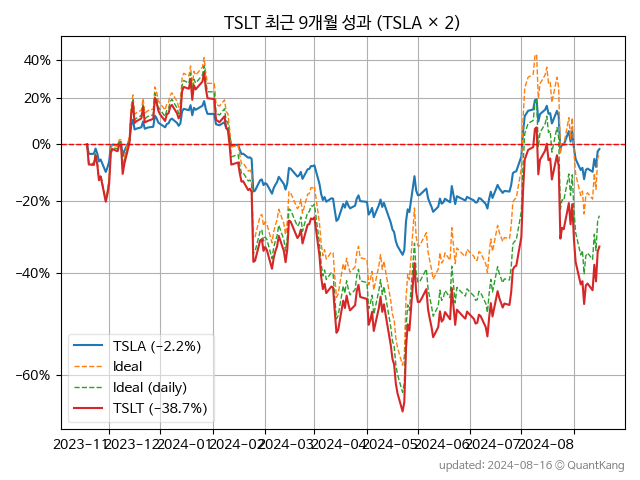 TSLT 최근 9개월 성과 (TSLA × 2)
40%
20%
0%
−20%
−40%
−60%
TSLA (−2.2%)
Ideal
Ideal (daily)
TSLT (−38.7%)
2023-11 2023-12 2024-01 2024-02 2024-03 2024-04 2024-05 2024-06 2024-07 2024-08
updated: 2024-08-16 © QuantKang